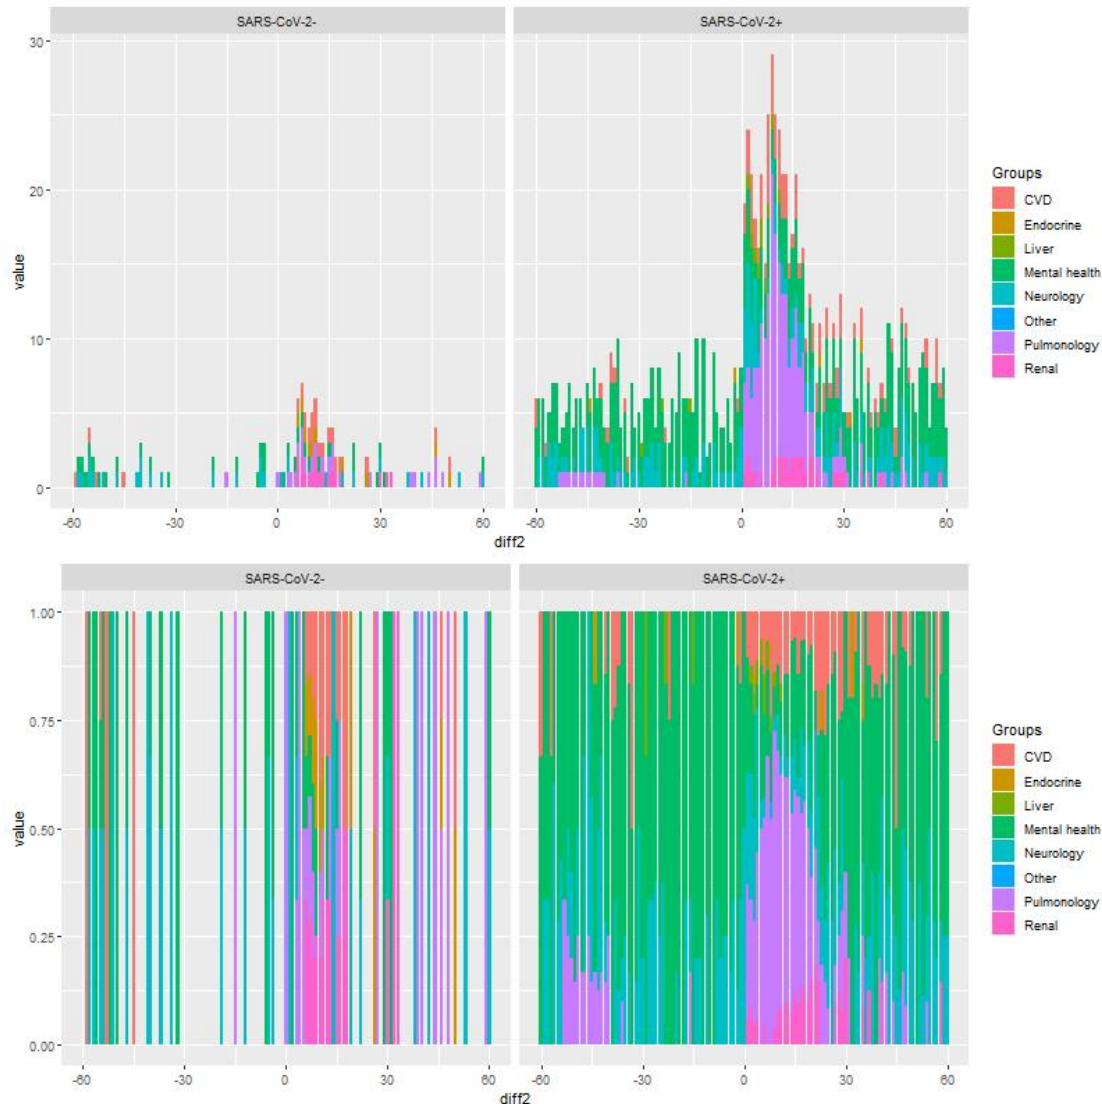 SARS-CoV-2-
SARS-CoV-2+
30
20
10
0
value
-60
-30
0
30
60
-60
-30
0
30
60
diff2
Groups
CVD
Endocrine
Liver
Mental health
Neurology
Other
Pulmonology
Renal
SARS-CoV-2-
SARS-CoV-2+
1.00
0.75
0.50
0.25
0.00
value
-60
-30
0
30
60
-60
-30
0
30
60
diff2
Groups
CVD
Endocrine
Liver
Mental health
Neurology
Other
Pulmonology
Renal